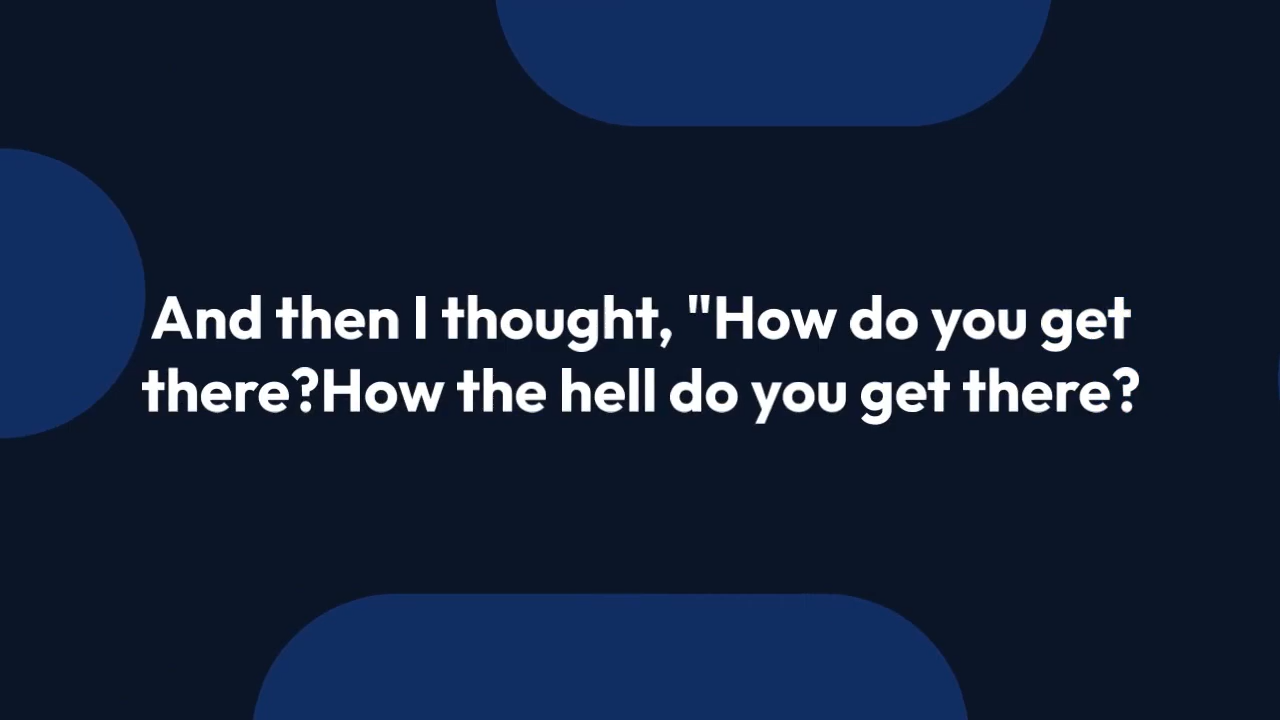 And then I thought, "How do you get
there?How the hell do you get there?